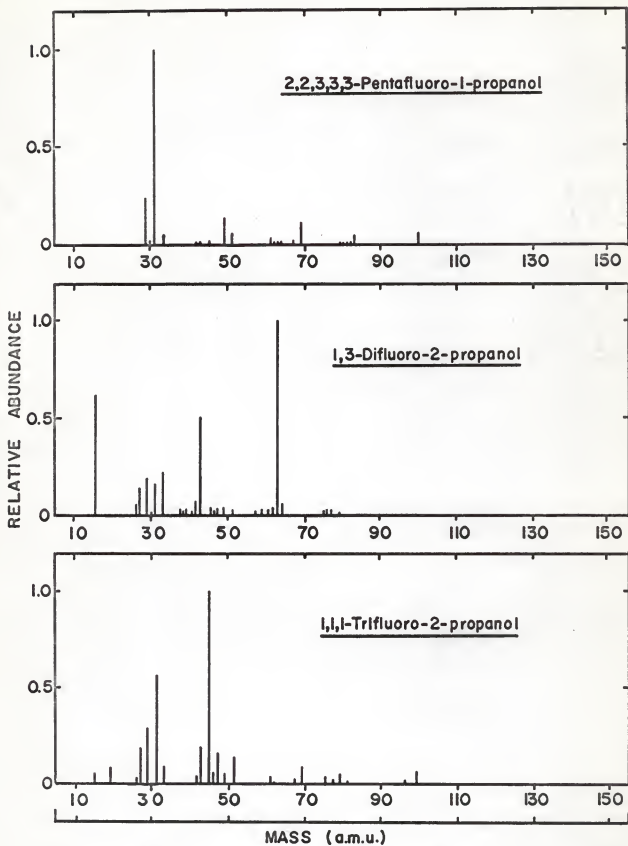 2,2,3,3,3-Pentafluoro-1-propanol
1.0
0.5
0
10 30 50 70 90 110 130 150
1,3-Difluoro-2-propanol
1.0
0.5
0
10 30 50 70 90 110 130 150
1,1,1-Trifluoro-2-propanol
1.0
0.5
0
10 30 50 70 90 110 130 150
RELATIVE ABUNDANCE
MASS (a.m.u.)